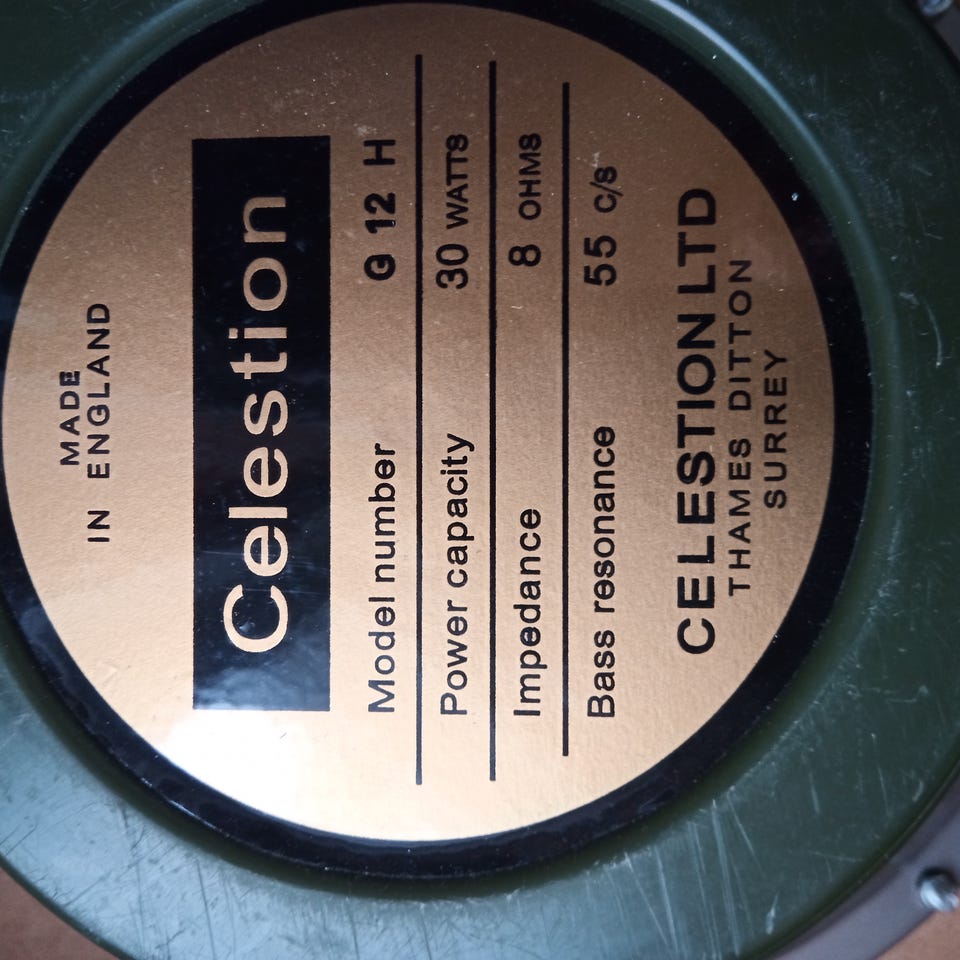 MADE
IN ENGLAND
Celestion
Model number G 12 H
Power capacity 30 WATTS
Impedance 8 OHMS
Bass resonance 55 c/s
CELESTION LTD
THAMES DITTON
SURREY